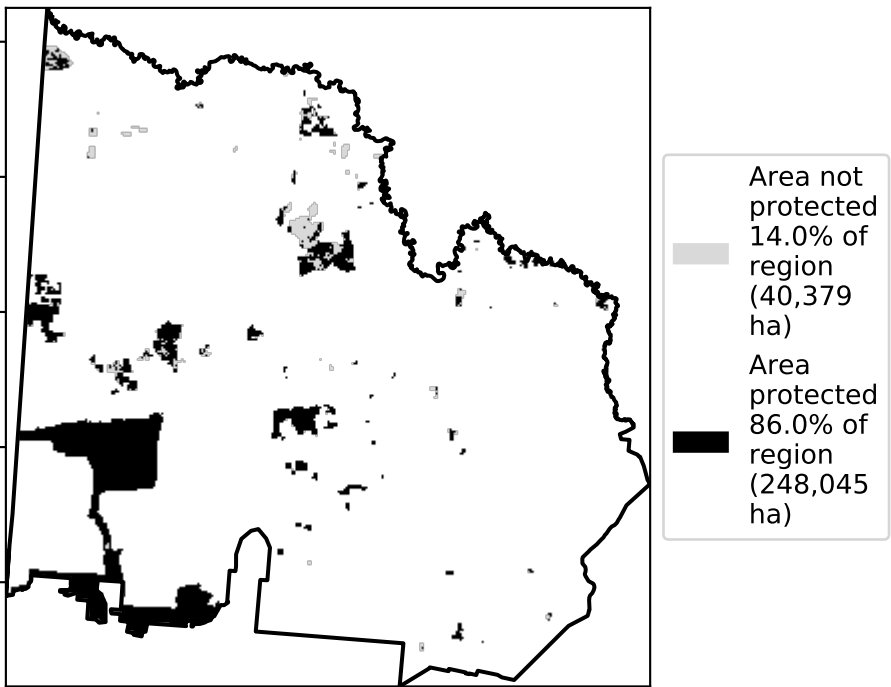 Area not
protected
14.0% of
region
(40,379
ha)
Area
protected
86.0% of
region
(248,045
ha)